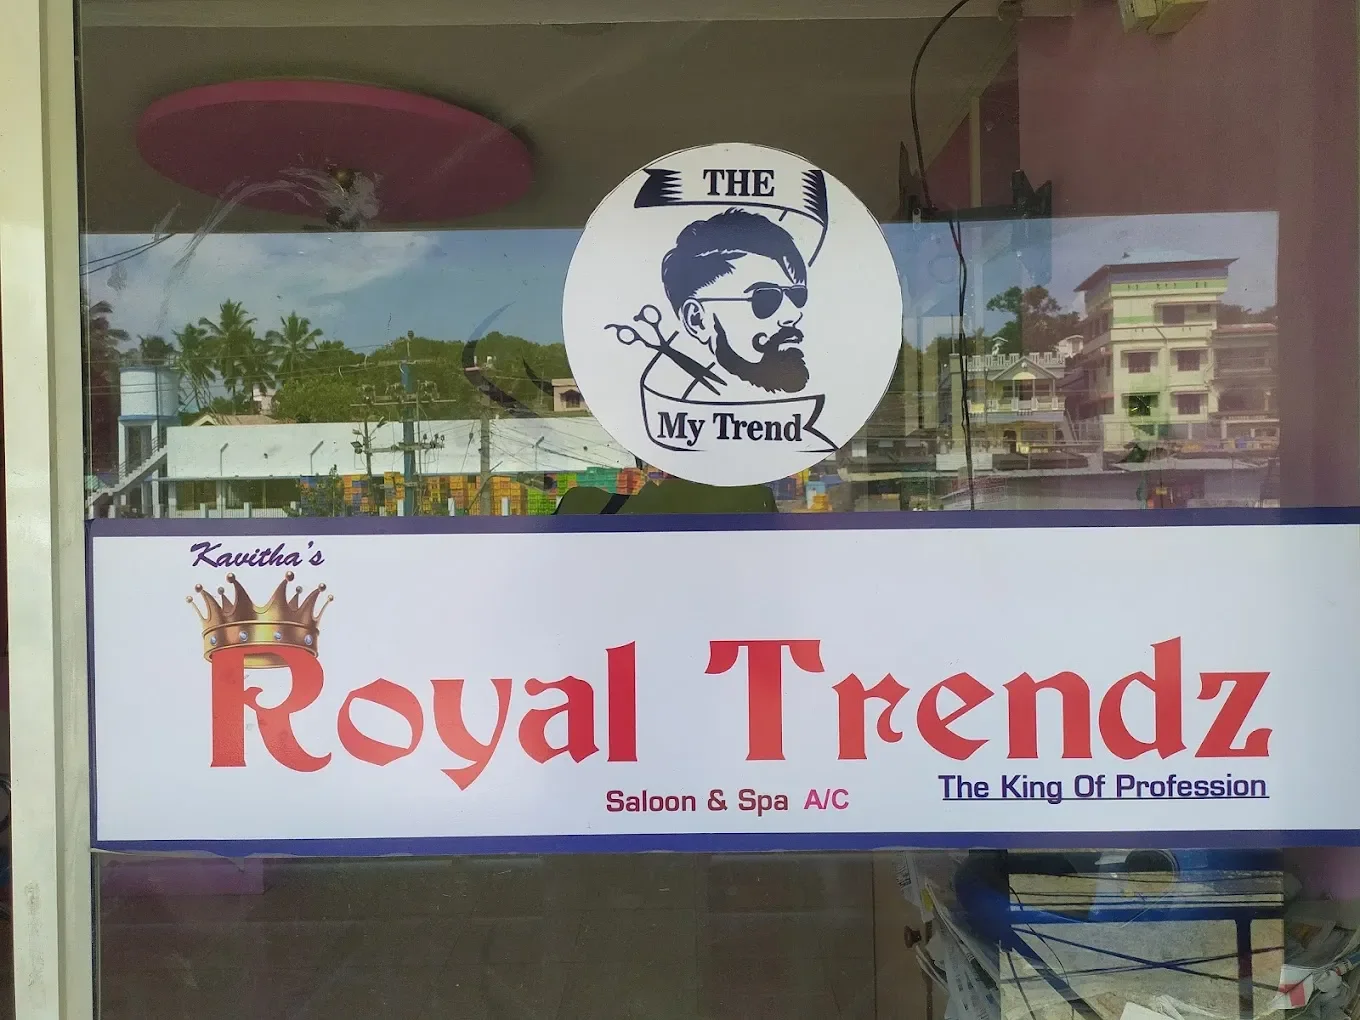 THE
My Trend
Kavitha's
Royal Trendz
Saloon & Spa A/C
The King Of Profession